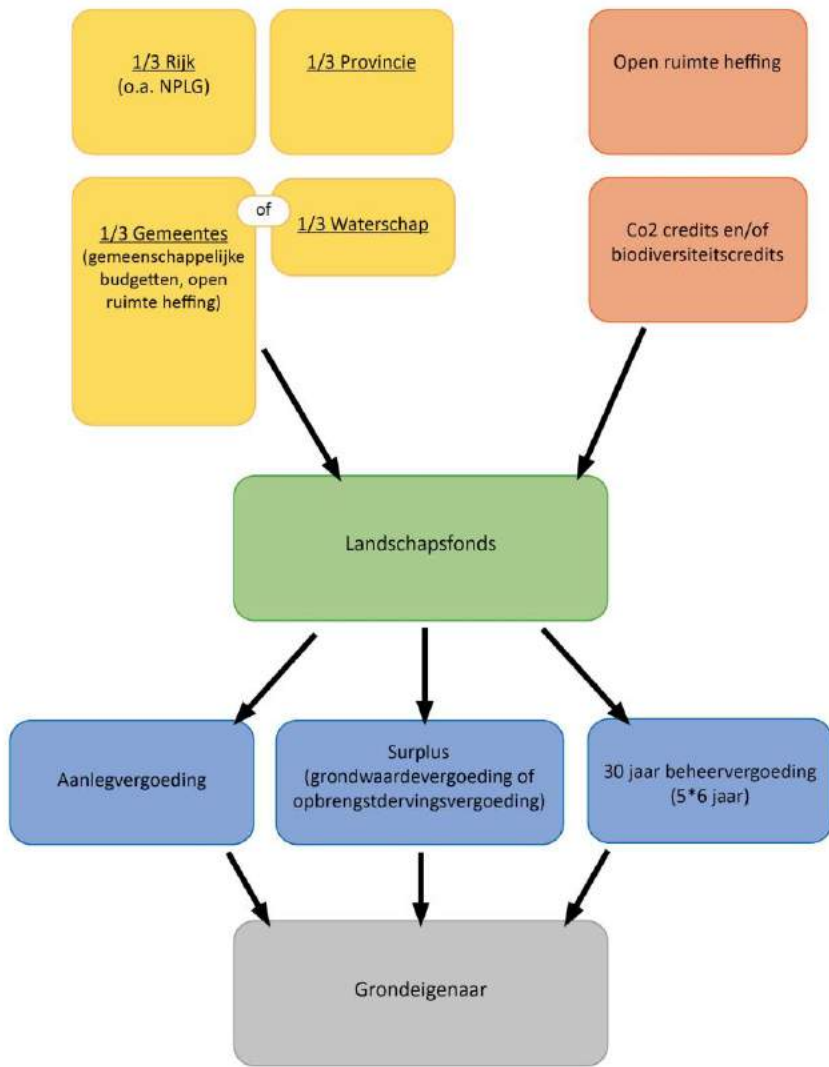 1/3 Rijk
(o.a. NPLG)
1/3 Provincie
Open ruimte heffing
of
1/3 Gemeentes
(gemeenschappelijke
budgetten, open
ruimte heffing)
1/3 Waterschap
Co2 credits en/of
biodiversiteitscredits
Landschapsfonds
Aanlegvergoeding
Surplus
(grondwaardevergoeding of
opbrengstdervingsvergoeding)
30 jaar beheervergoeding
(5*6 jaar)
Grondeigenaar